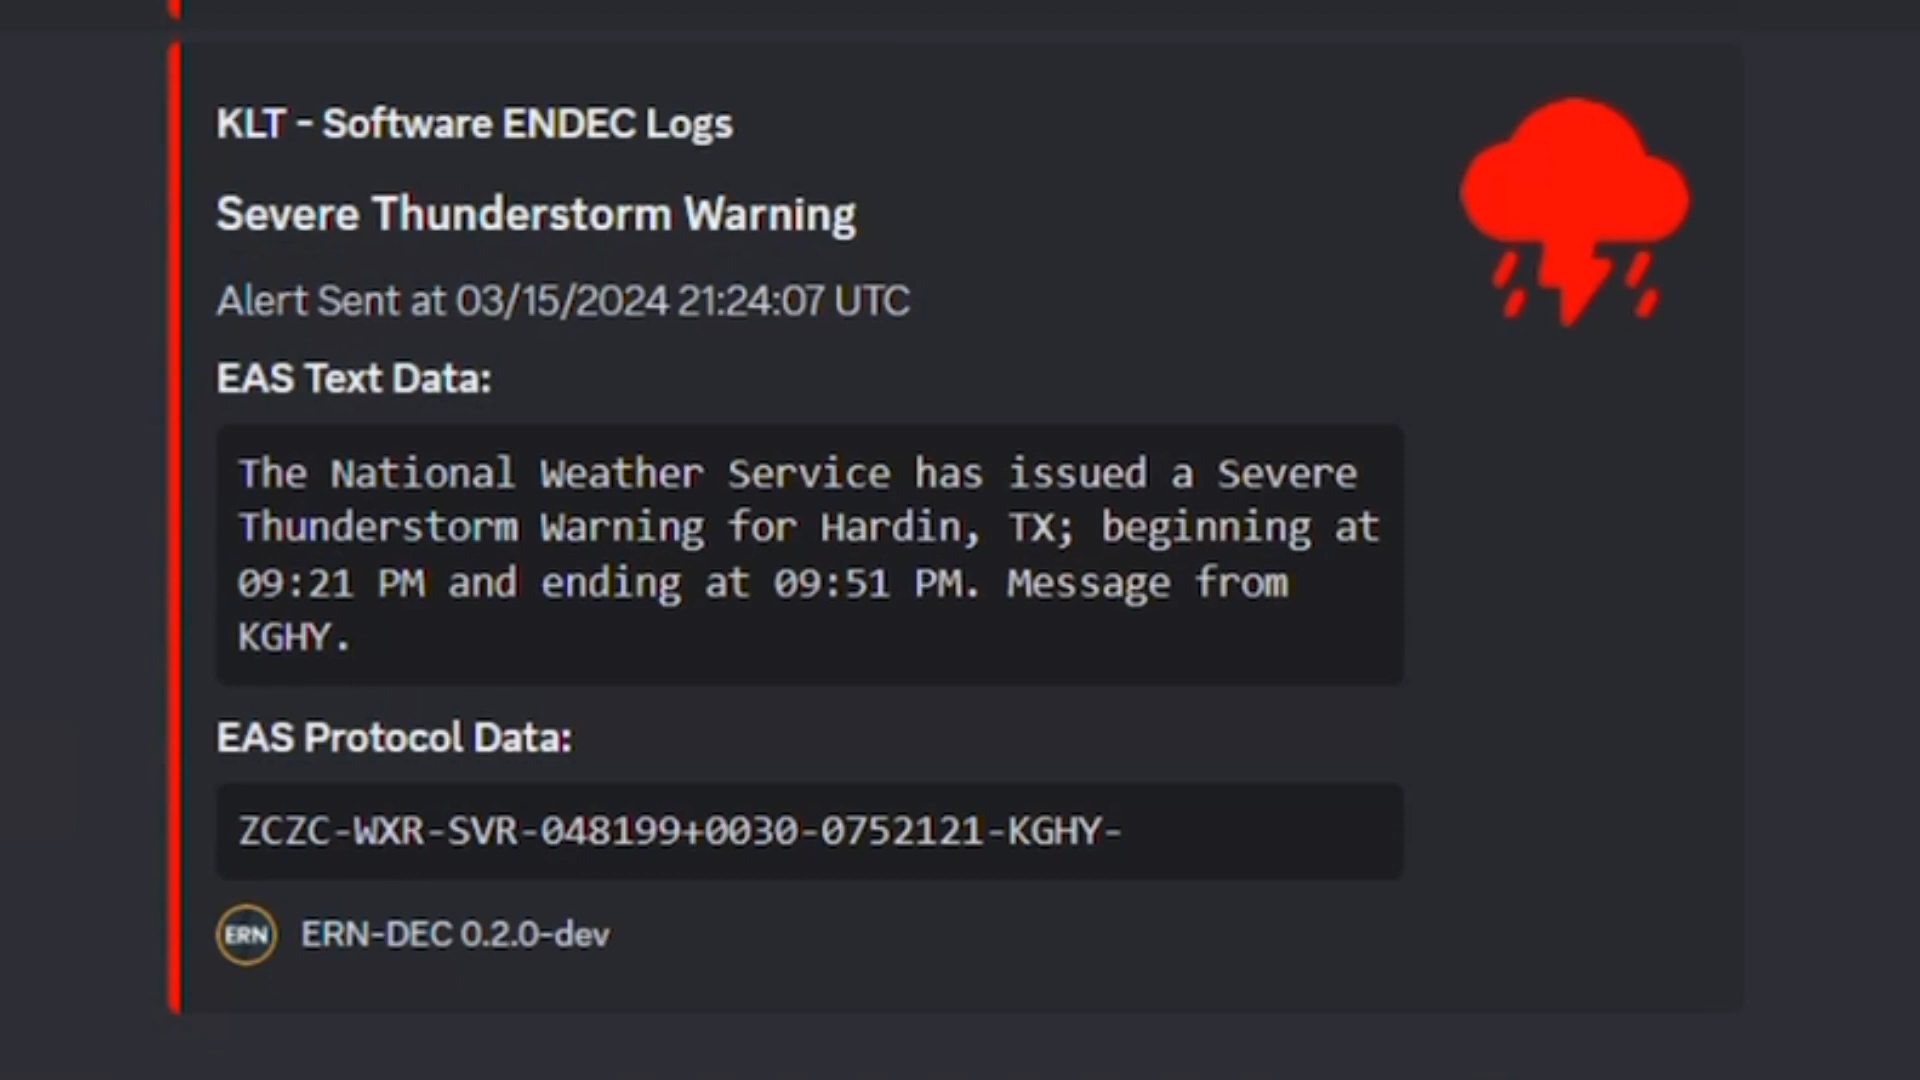 KLT - Software ENDEC Logs
Severe Thunderstorm Warning
Alert Sent at 03/15/2024 21:24:07 UTC
EAS Text Data:
The National Weather Service has issued a Severe
Thunderstorm Warning for Hardin, TX; beginning at
09:21 PM and ending at 09:51 PM. Message from
KGHY.
EAS Protocol Data:
ZCZC-WXR-SVR-048199+0030-0752121-KGHY-
ERN ERN-DEC 0.2.0-dev